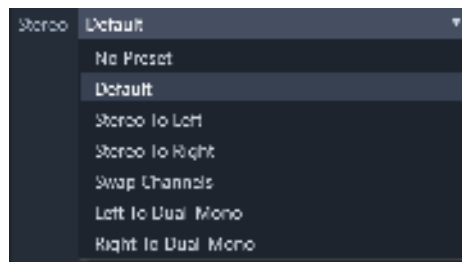 Stereo Default
No Preset
Default
Stereo To Left
Stereo To Right
Swap Channels
Left To Dual Mono
Right To Dual Mono